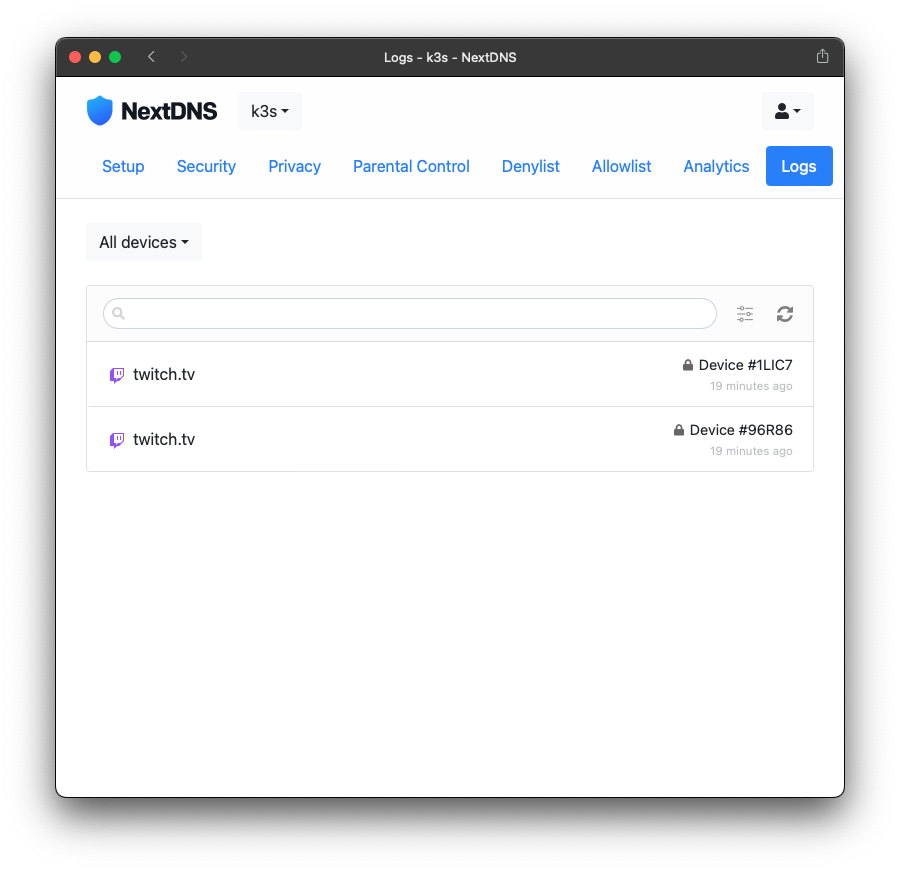 Logs - k3s - NextDNS
NextDNS k3s
Setup Security Privacy Parental Control Denylist Allowlist Analytics Logs
All devices
twitch.tv Device #1LIC7
19 minutes ago
twitch.tv Device #96R86
19 minutes ago